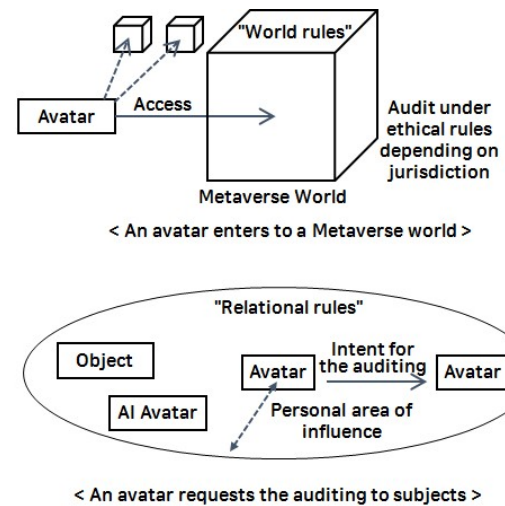 "World rules"
Avatar
Access
Audit under
ethical rules
depending on
jurisdiction
Metaverse World
< An avatar enters to a Metaverse world >
"Relational rules"
Object
AI Avatar
Avatar
Intent for
the auditing
Avatar
Personal area of
influence
< An avatar requests the auditing to subjects >